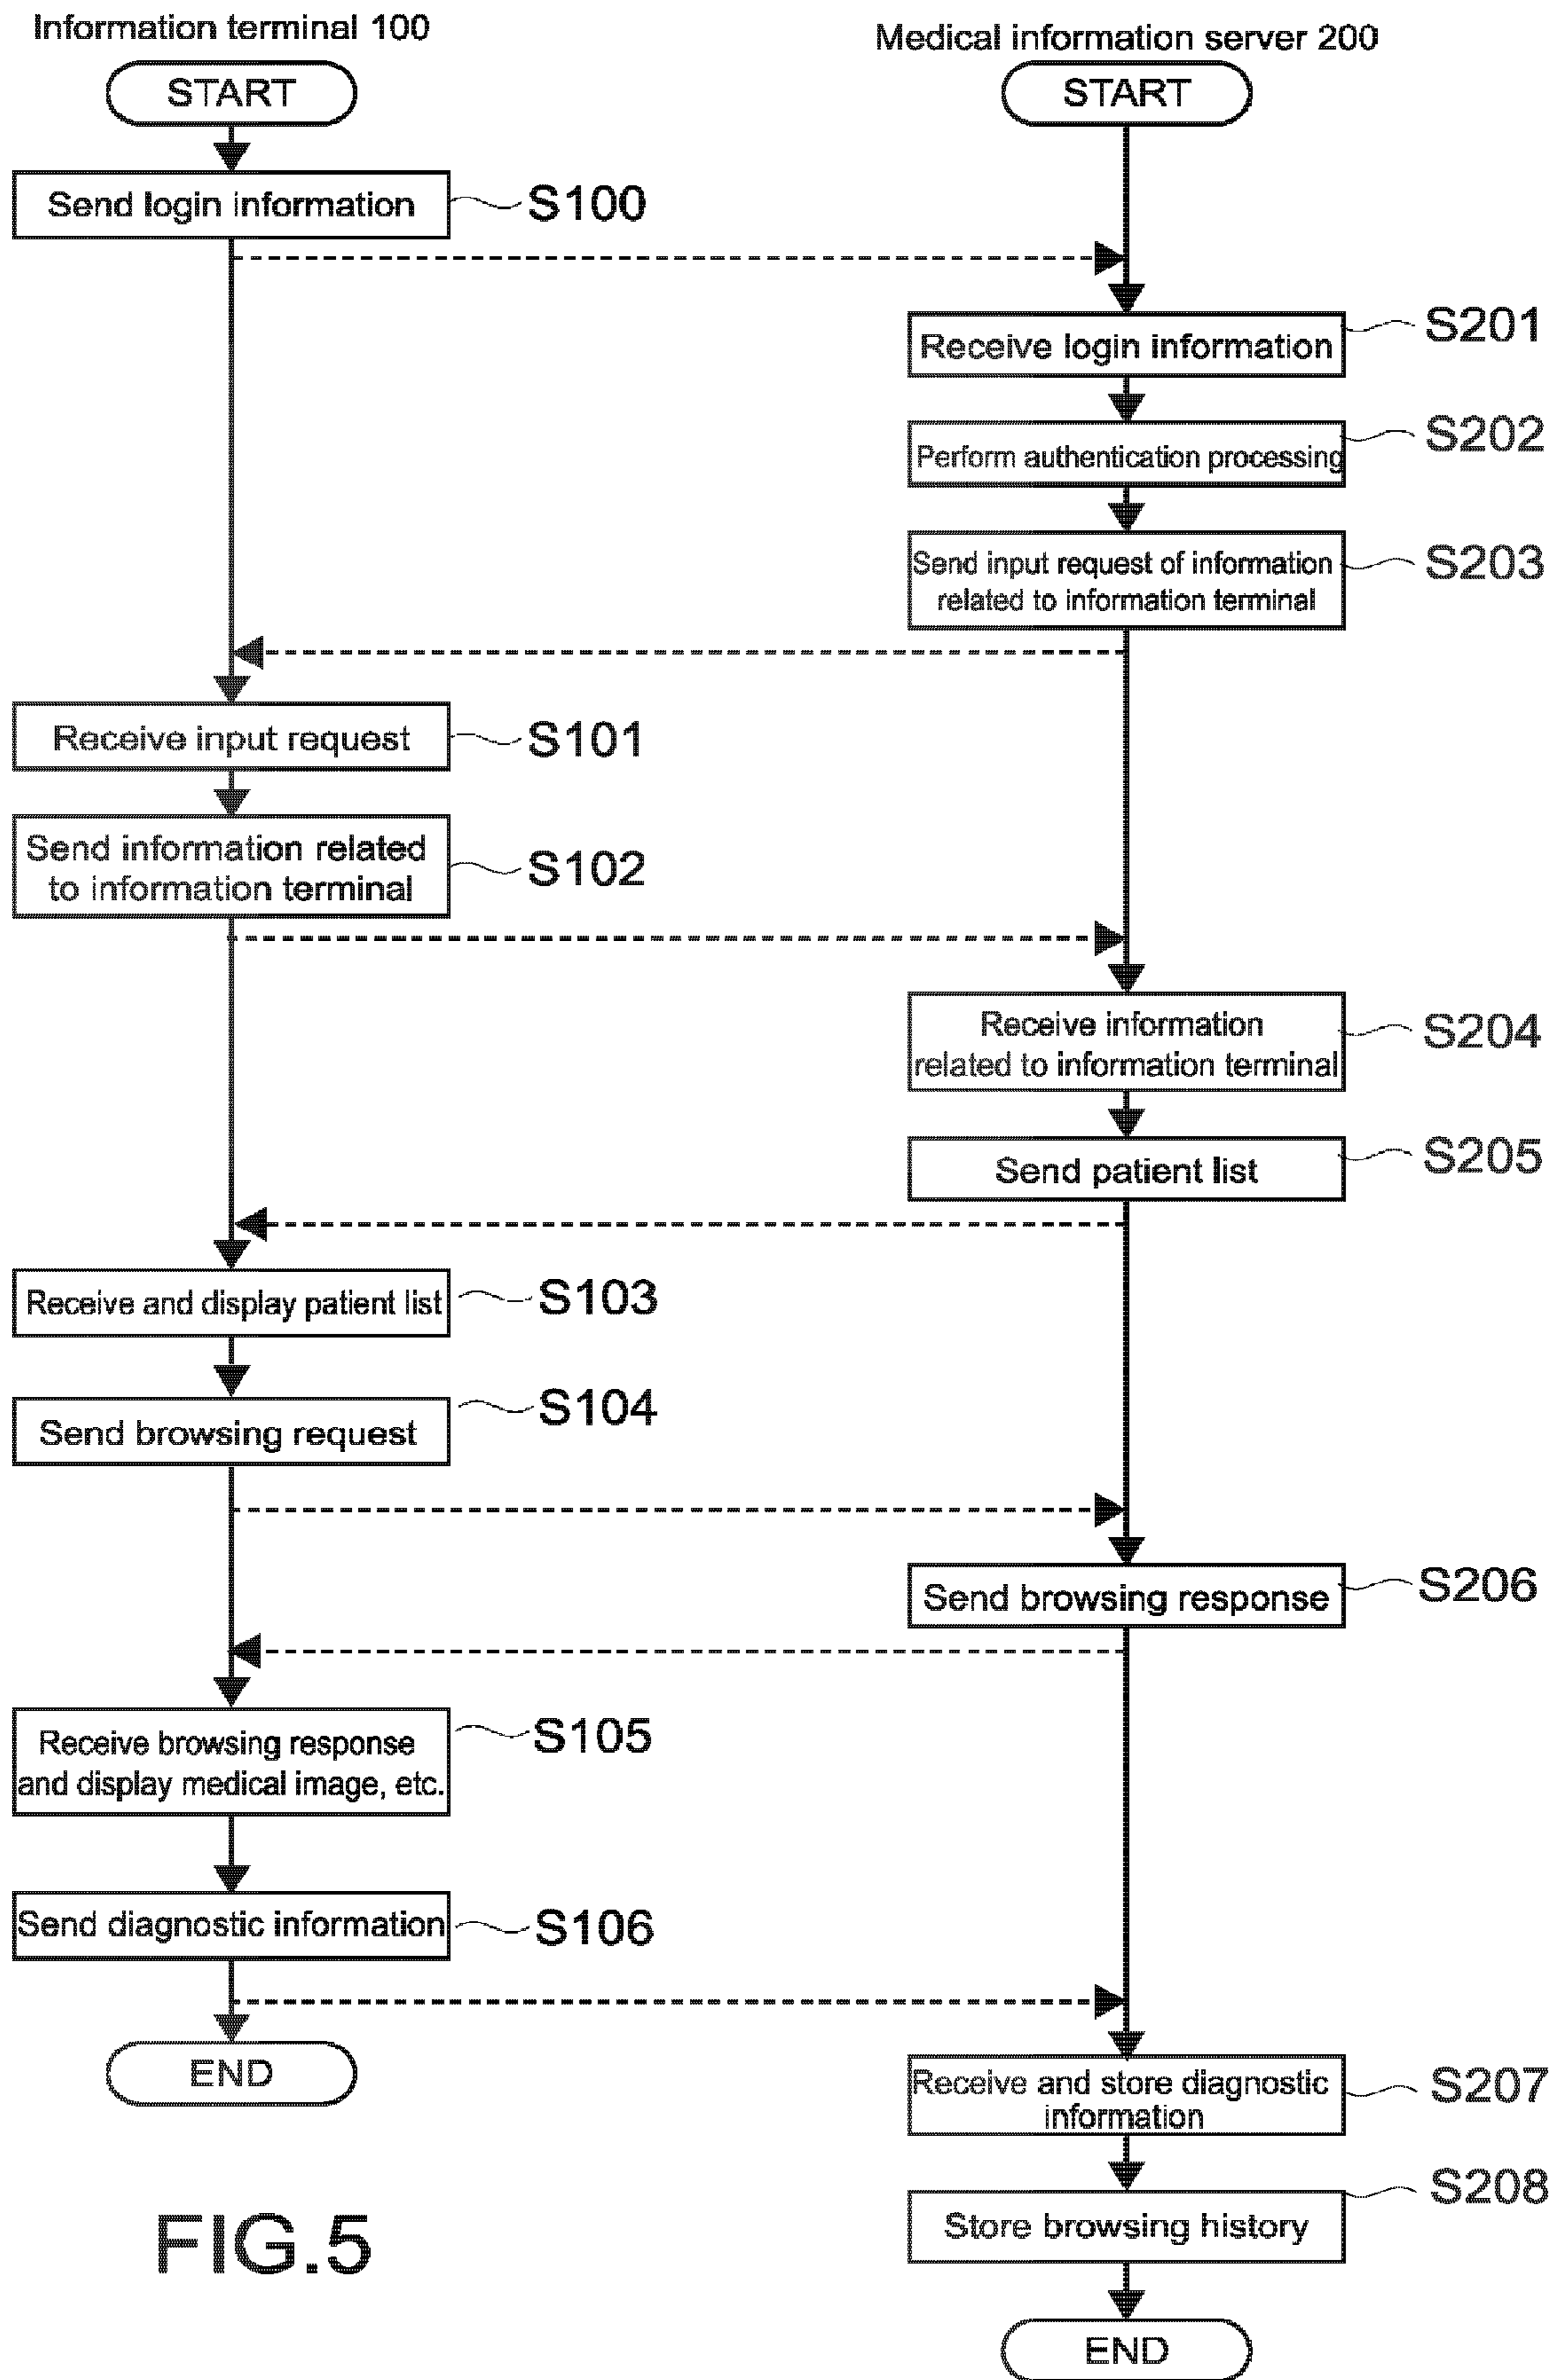 Information terminal 100
Medical information server 200
START
START
Send login information
S100
Receive login information
S201
Perform authentication processing
S202
Send input request of information
related to information terminal
S203
Receive input request
S101
Send information related
to information terminal
S102
Receive information
related to information terminal
S204
Send patient list
S205
Receive and display patient list
S103
Send browsing request
S104
Send browsing response
S206
Receive browsing response
and display medical image, etc.
S105
Send diagnostic information
S106
END
Receive and store diagnostic
information
S207
Store browsing history
S208
END
FIG.5